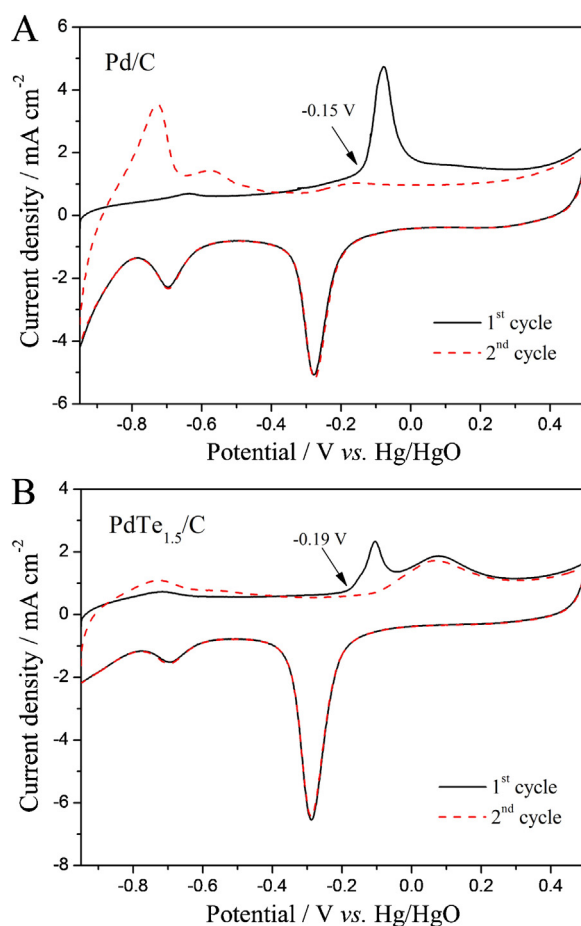 A
Pd/C
-0.15 V
Current density / mA cm⁻²
6
4
2
0
-2
-4
-6
1ˢᵗ cycle
2ⁿᵈ cycle
-0.8 -0.6 -0.4 -0.2 0.0 0.2 0.4
Potential / V vs. Hg/HgO
B
PdTe₁.₅/C
-0.19 V
Current density / mA cm⁻²
4
2
0
-2
-4
-6
-8
1ˢᵗ cycle
2ⁿᵈ cycle
-0.8 -0.6 -0.4 -0.2 0.0 0.2 0.4
Potential / V vs. Hg/HgO